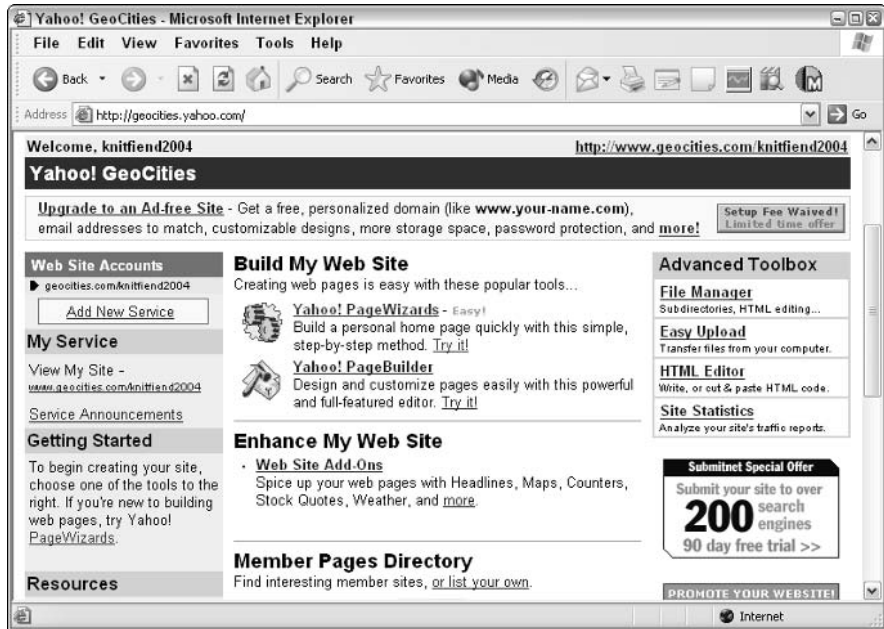 Yahoo! GeoCities - Microsoft Internet Explorer
File Edit View Favorites Tools Help
Back Search Favorites Media
Address http://geocities.yahoo.com/ Go
Welcome, knitfiend2004 http://www.geocities.com/knitfiend2004
Yahoo! GeoCities
Upgrade to an Ad-free Site - Get a free, personalized domain (like www.your-name.com),
email addresses to match, customizable designs, more storage space, password protection, and more!
Setup Fee Waived!
Limited time offer
Web Site Accounts
geocities.com/knitfiend2004
Add New Service
My Service
View My Site -
www.geocities.com/knitfiend2004
Service Announcements
Getting Started
To begin creating your site,
choose one of the tools to the
right. If you're new to building
web pages, try Yahoo!
PageWizards.
Resources
Build My Web Site
Creating web pages is easy with these popular tools...
Yahoo! PageWizards - Easy!
Build a personal home page quickly with this simple,
step-by-step method. Try it!
Yahoo! PageBuilder
Design and customize pages easily with this powerful
and full-featured editor. Try it!
Enhance My Web Site
· Web Site Add-Ons
Spice up your web pages with Headlines, Maps, Counters,
Stock Quotes, Weather, and more.
Member Pages Directory
Find interesting member sites, or list your own.
Advanced Toolbox
File Manager
Subdirectories, HTML editing...
Easy Upload
Transfer files from your computer.
HTML Editor
Write, or cut & paste HTML code.
Site Statistics
Analyze your site's traffic reports.
Submitnet Special Offer
Submit your site to over
200 search
engines
90 day free trial >>
PROMOTE YOUR WEBSITE!
Internet